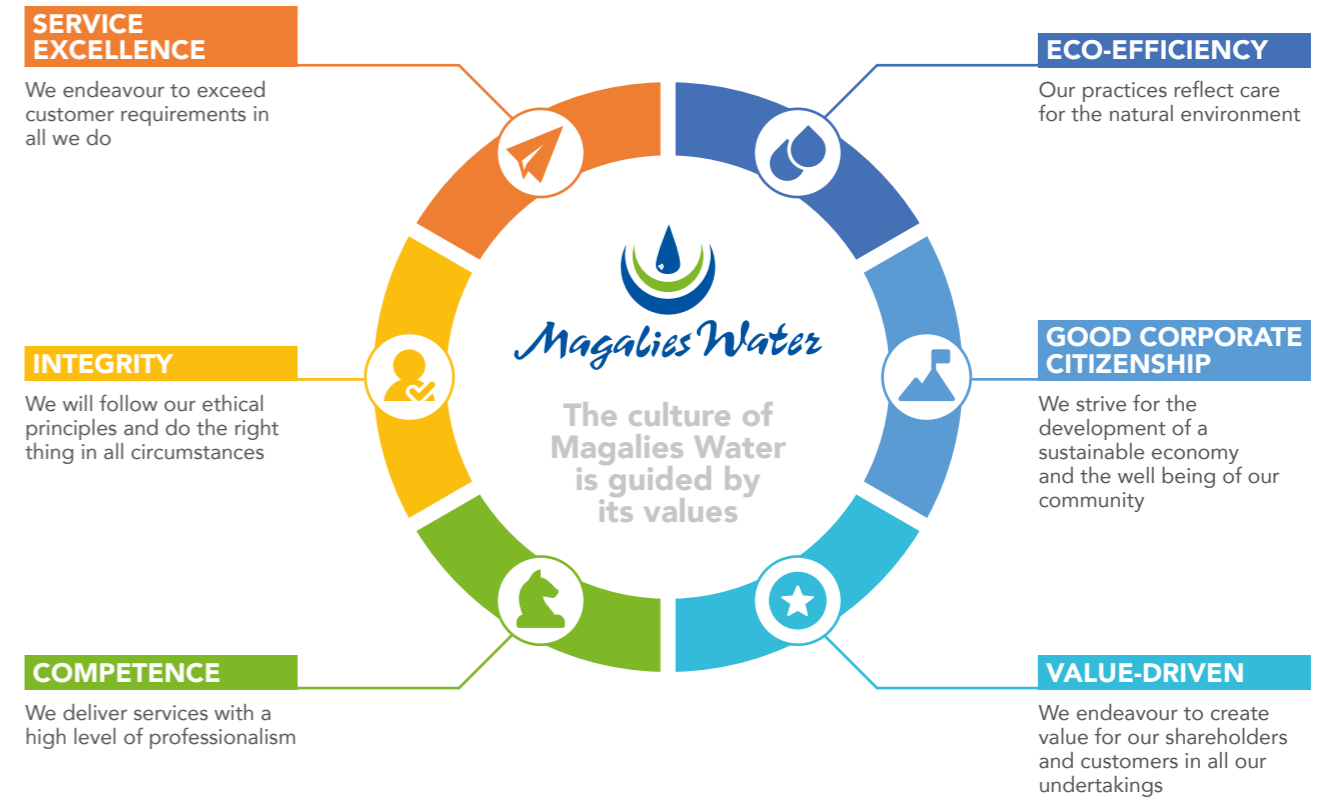 SERVICE
EXCELLENCE
We endeavour to exceed
customer requirements in
all we do
ECO-EFFICIENCY
Our practices reflect care
for the natural environment
INTEGRITY
We will follow our ethical
principles and do the right
thing in all circumstances
Magalies Water
The culture of
Magalies Water
is guided by
its values
GOOD CORPORATE
CITIZENSHIP
We strive for the
development of a
sustainable economy
and the well being of our
community
COMPETENCE
We deliver services with a
high level of professionalism
VALUE-DRIVEN
We endeavour to create
value for our shareholders
and customers in all our
undertakings